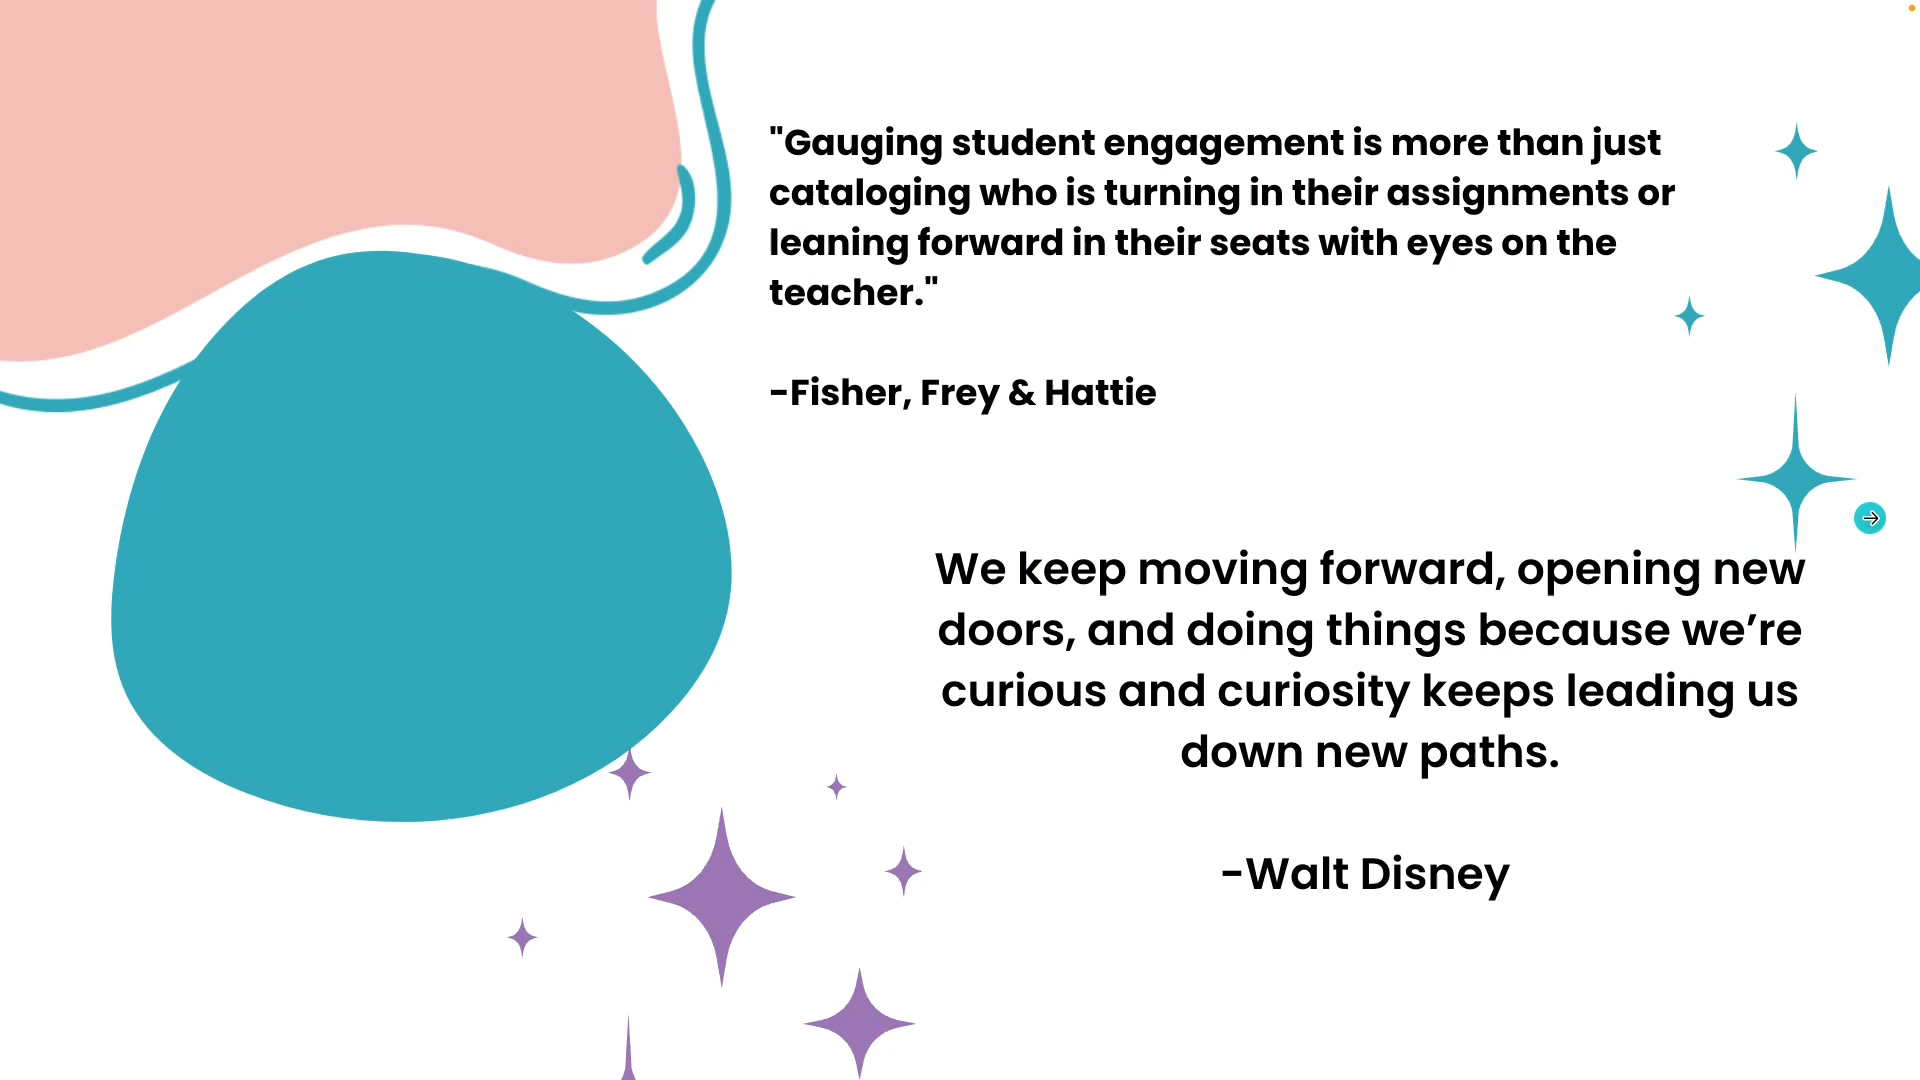 "Gauging student engagement is more than just
cataloging who is turning in their assignments or
leaning forward in their seats with eyes on the
teacher."
-Fisher, Frey & Hattie
We keep moving forward, opening new
doors, and doing things because we’re
curious and curiosity keeps leading us
down new paths.
-Walt Disney